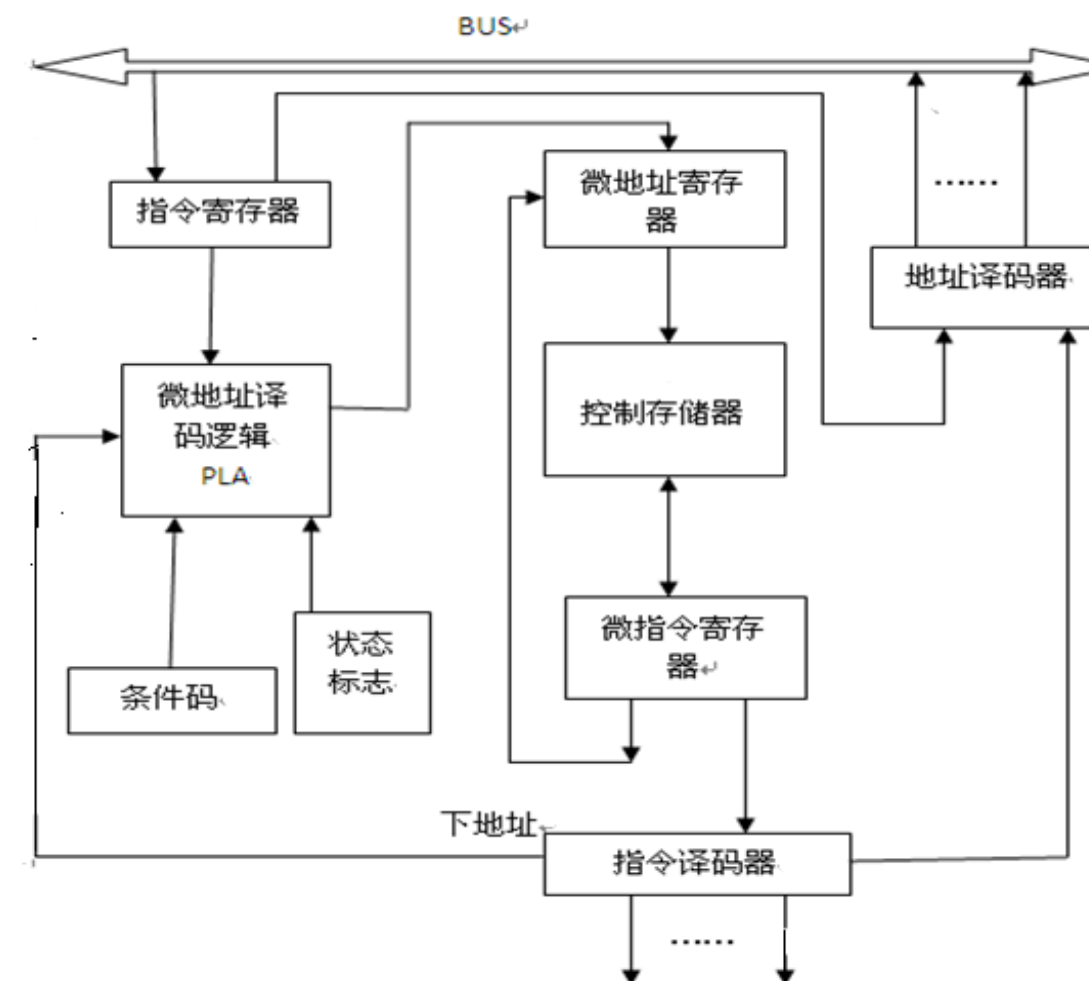 BUS
指令寄存器
微地址寄存
器
……
地址译码器
微地址译
码逻辑
PLA
控制存储器
状态
标志
条件码
微指令寄存
器
下地址
指令译码器
……